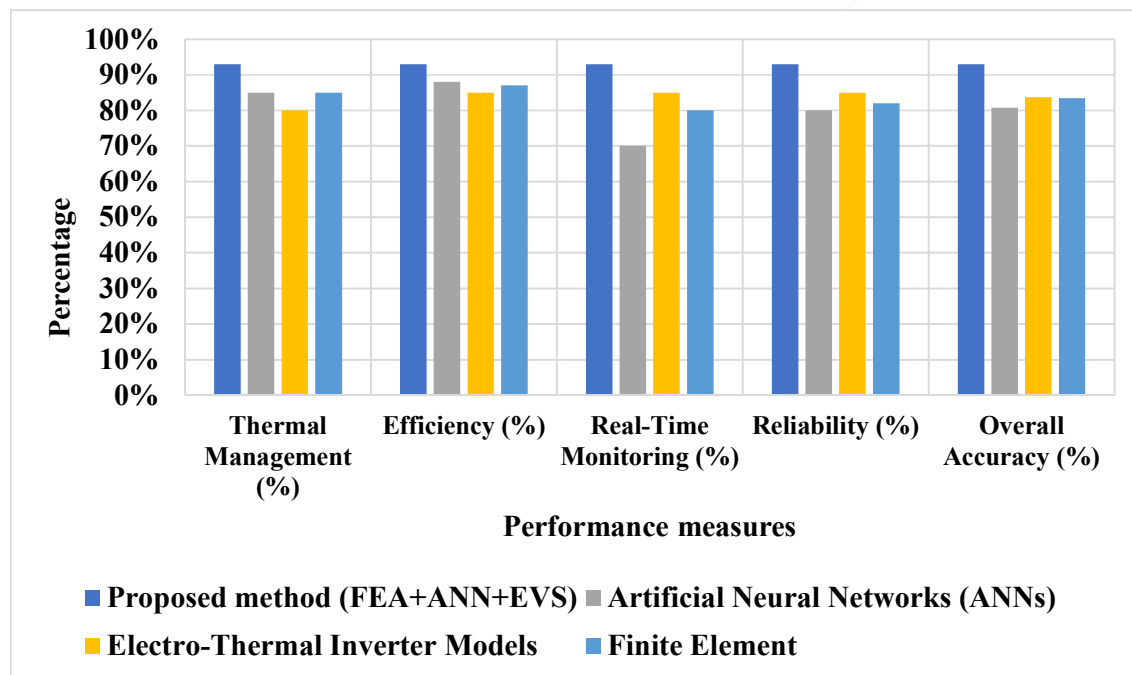 100%
90%
80%
70%
60%
50%
40%
30%
20%
10%
0%
Percentage
Thermal
Management
(%)
Efficiency (%)
Real-Time
Monitoring (%)
Reliability (%)
Overall
Accuracy (%)
Performance measures
Proposed method (FEA+ANN+EVS)
Artificial Neural Networks (ANNs)
Electro-Thermal Inverter Models
Finite Element